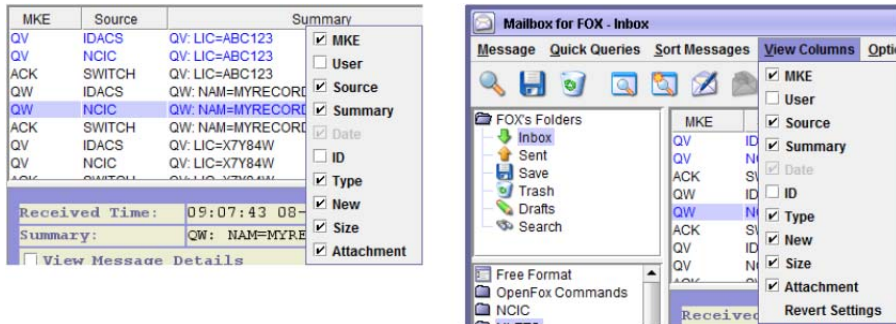 MKE Source Summary
QV IDACS QV: LIC=ABC123
QV NCIC QV: LIC=ABC123
ACK SWITCH QV: LIC=ABC123
QW IDACS QW: NAM=MYRECORD
QW NCIC QW: NAM=MYRECORD
ACK SWITCH QW: NAM=MYRECORD
QV IDACS QV: LIC=X7Y84W
QV NCIC QV: LIC=X7Y84W
MKE
User
Source
Summary
Date
ID
Type
New
Size
Attachment
Received Time: 09:07:43 08-
Summary: QW: NAM=MYRE
View Message Details
Mailbox for FOX - Inbox
Message Quick Queries Sort Messages View Columns Opti
FOX's Folders
Inbox
Sent
Save
Trash
Drafts
Search
Free Format
OpenFox Commands
NCIC
MKE
QV ID
QV N
ACK S
QW ID
QW N
ACK S
QV ID
QV N
MKE
User
Source
Summary
Date
ID
Type
New
Size
Attachment
Revert Settings
Received